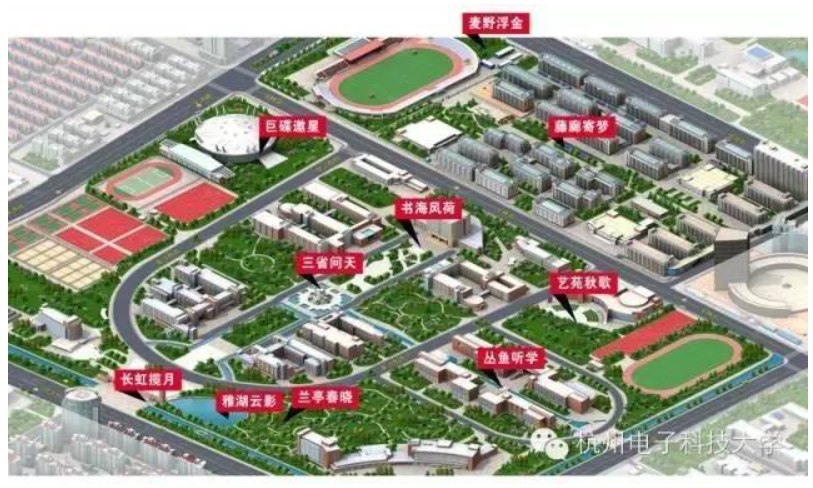 麦野浮金
巨碟邀星
藤廊寄梦
书海风荷
三省问天
艺苑秋歌
丛鱼听学
长虹揽月
雅湖云影
兰亭春晓
杭州电子科技大学